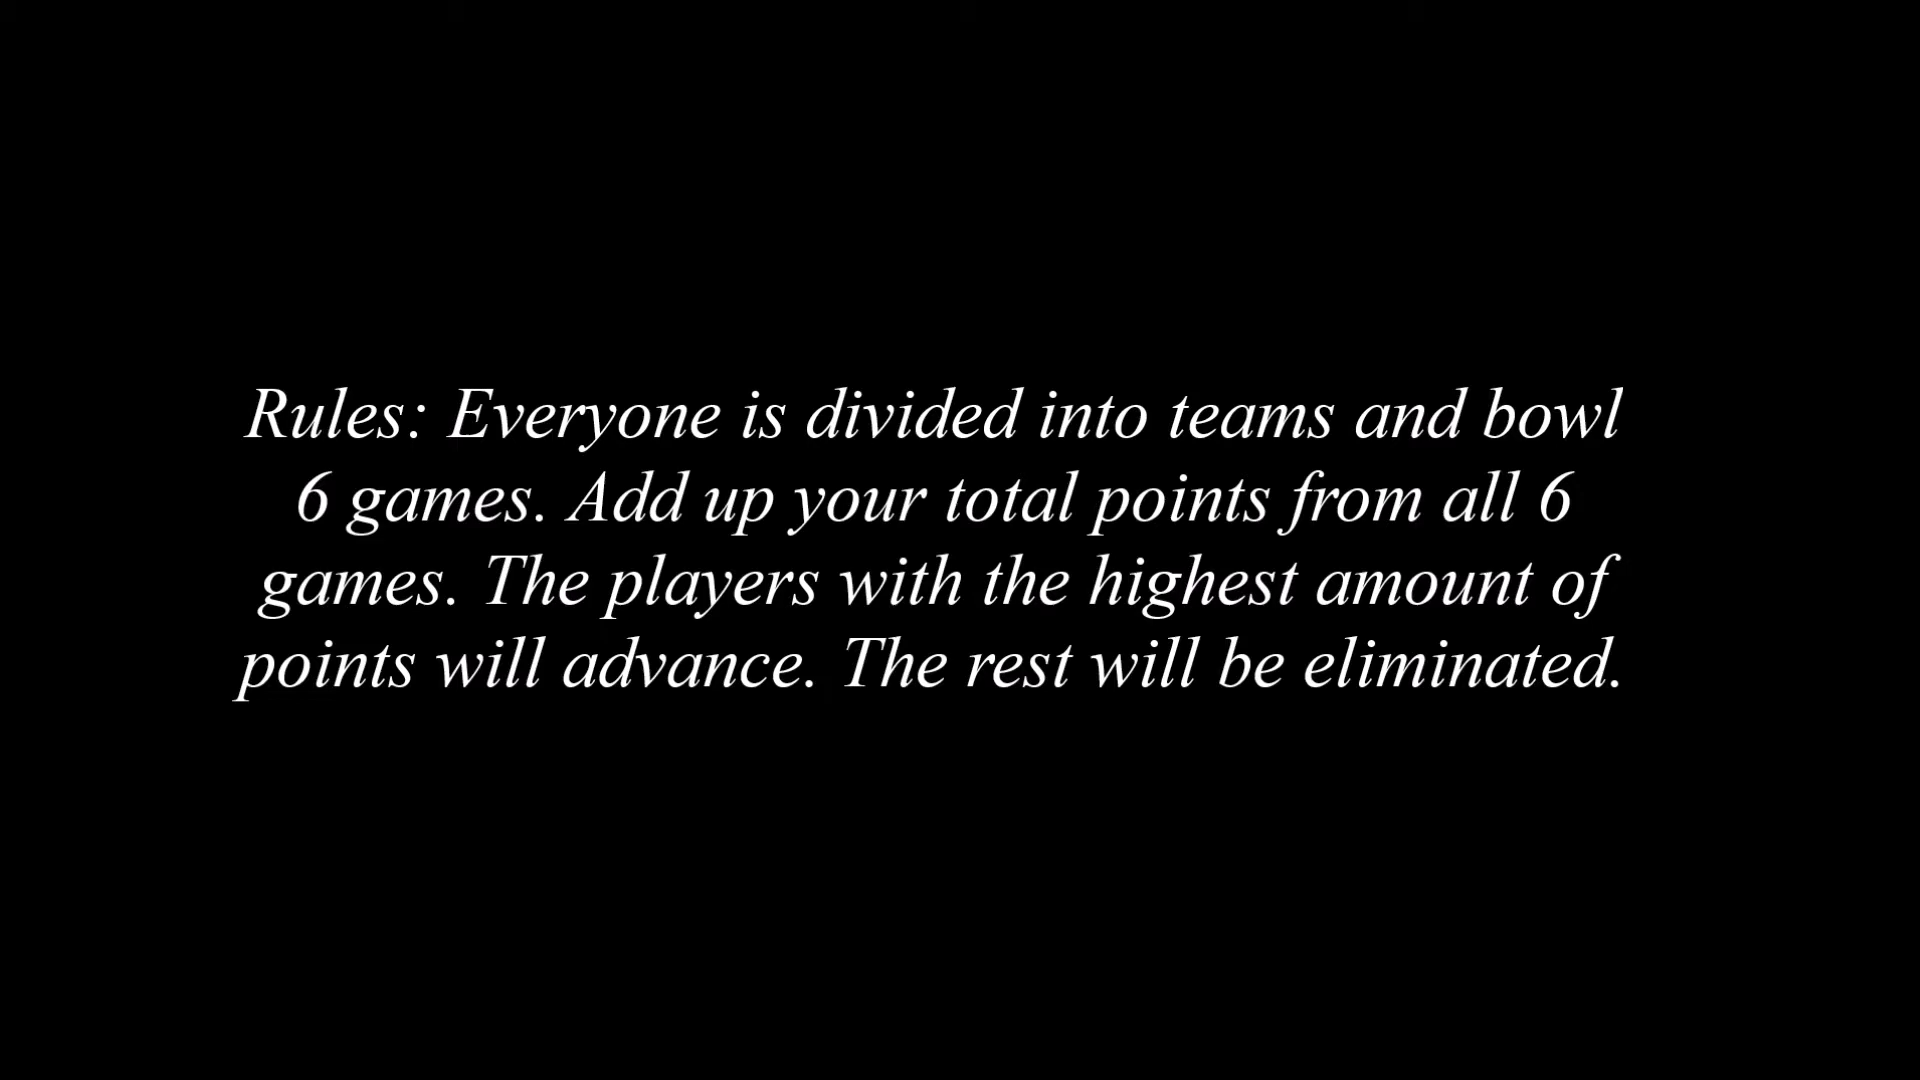 Rules: Everyone is divided into teams and bowl
6 games. Add up your total points from all 6
games. The players with the highest amount of
points will advance. The rest will be eliminated.